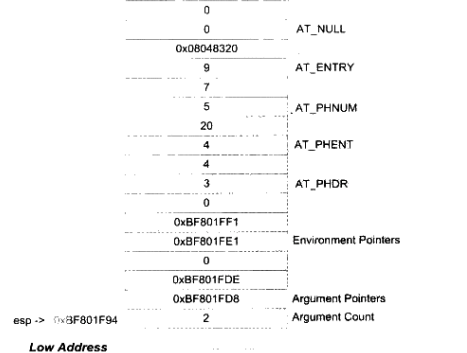 0
0 AT_NULL
0x08048320
9 AT_ENTRY
7
5 AT_PHNUM
20
4 AT_PHENT
4
3 AT_PHDR
0
0xBF801FF1
0xBF801FE1 Environment Pointers
0
0xBF801FDE
0xBF801FD8 Argument Pointers
esp -> 0xBF801F94 2 Argument Count
Low Address